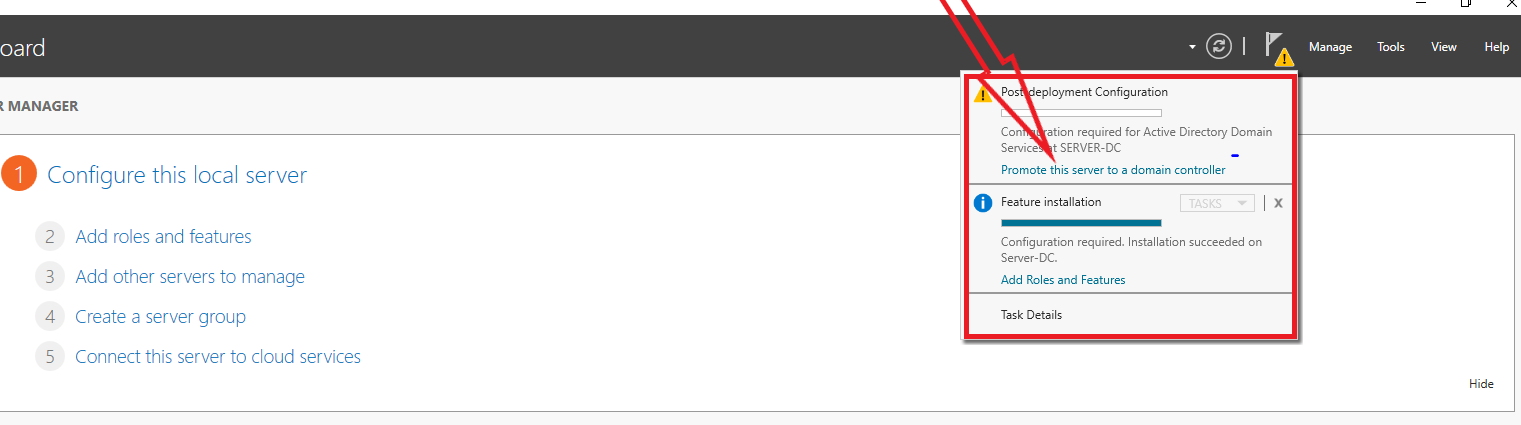 oard
Manage
Tools
View
Help
R MANAGER
1
Configure this local server
2
Add roles and features
3
Add other servers to manage
4
Create a server group
5
Connect this server to cloud services
Hide
Post-deployment Configuration
Configuration required for Active Directory Domain
Services at SERVER-DC
Promote this server to a domain controller
Feature installation
TASKS
X
Configuration required. Installation succeeded on
Server-DC.
Add Roles and Features
Task Details